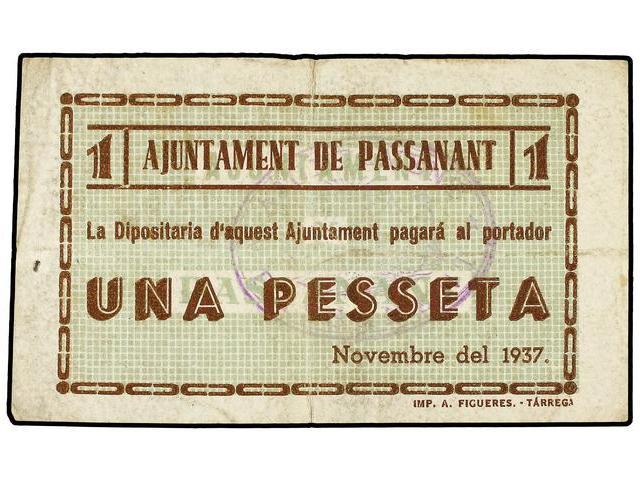 1 AJUNTAMENT DE PASSANANT 1
La Dipositaria d'aquest Ajuntament pagará al portador
UNA PESSETA
Novembre del 1937.
IMP. A. FIGUERES. - TÁRREGA